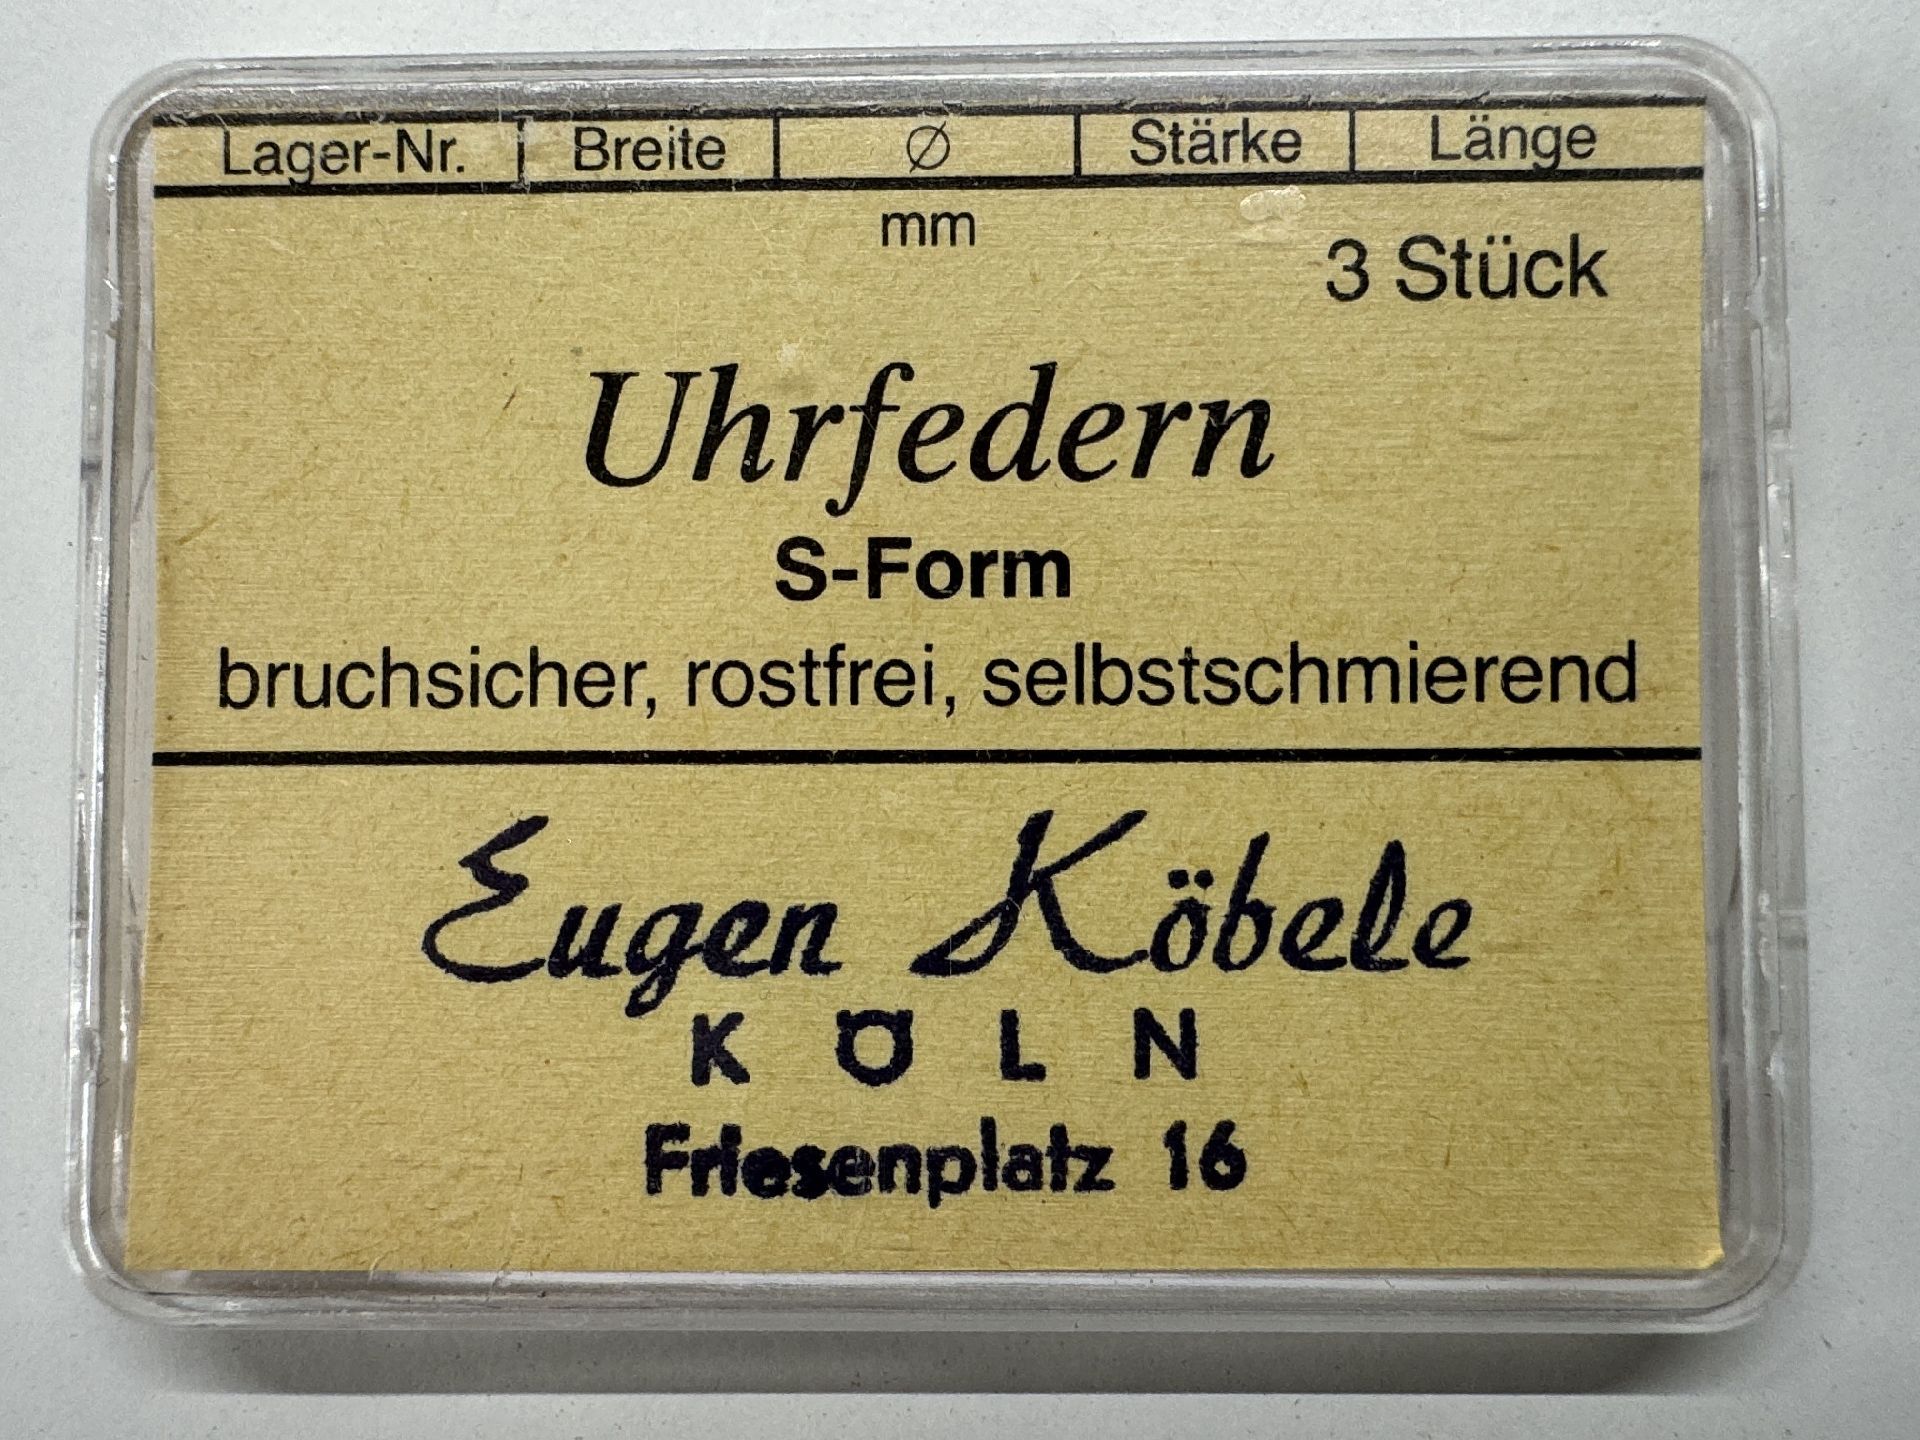 Lager-Nr. Breite Ø Stärke Länge
mm
3 Stück
Uhrfedern
S-Form
bruchsicher, rostfrei, selbstschmierend
Eugen Köbele
KÖLN
Friesenplatz 16